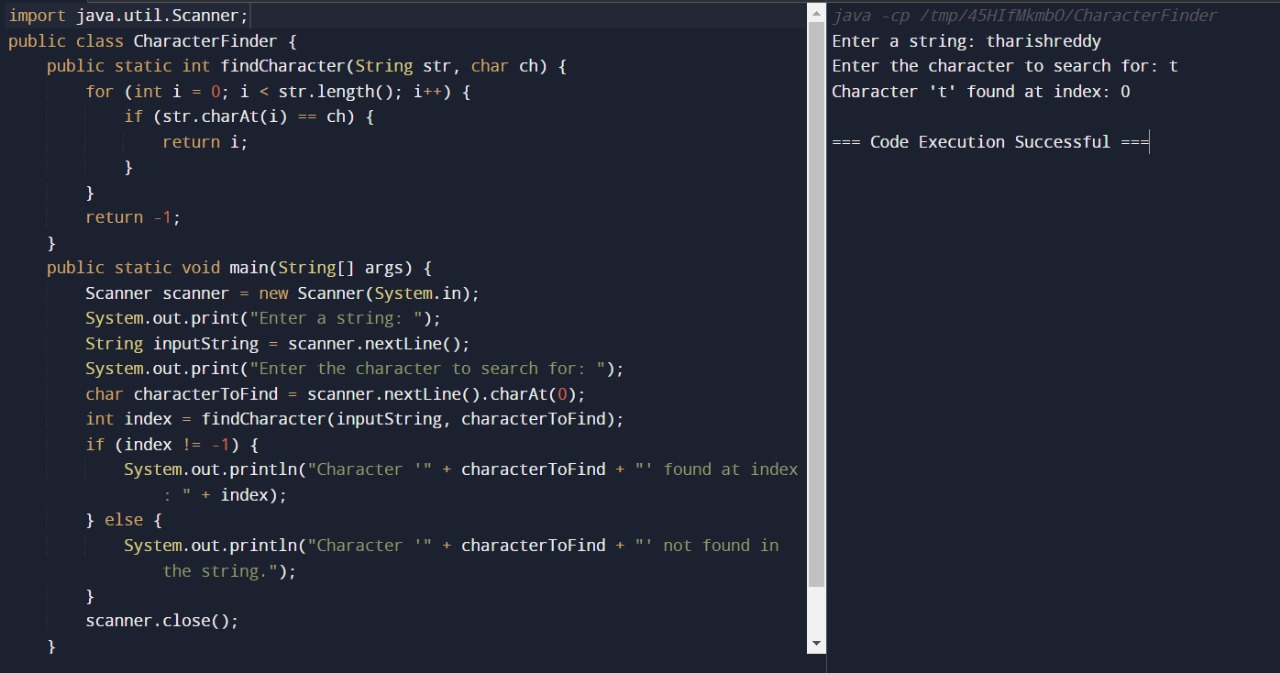 import java.util.Scanner;
public class CharacterFinder {
    public static int findCharacter(String str, char ch) {
        for (int i = 0; i < str.length(); i++) {
            if (str.charAt(i) == ch) {
                return i;
            }
        }
        return -1;
    }
    public static void main(String[] args) {
        Scanner scanner = new Scanner(System.in);
        System.out.print("Enter a string: ");
        String inputString = scanner.nextLine();
        System.out.print("Enter the character to search for: ");
        char characterToFind = scanner.nextLine().charAt(0);
        int index = findCharacter(inputString, characterToFind);
        if (index != -1) {
            System.out.println("Character '" + characterToFind + "' found at index
                : " + index);
        } else {
            System.out.println("Character '" + characterToFind + "' not found in
                the string.");
        }
        scanner.close();
    }
java -cp /tmp/45HIfMkmbO/CharacterFinder
Enter a string: tharishreddy
Enter the character to search for: t
Character 't' found at index: 0
=== Code Execution Successful ===